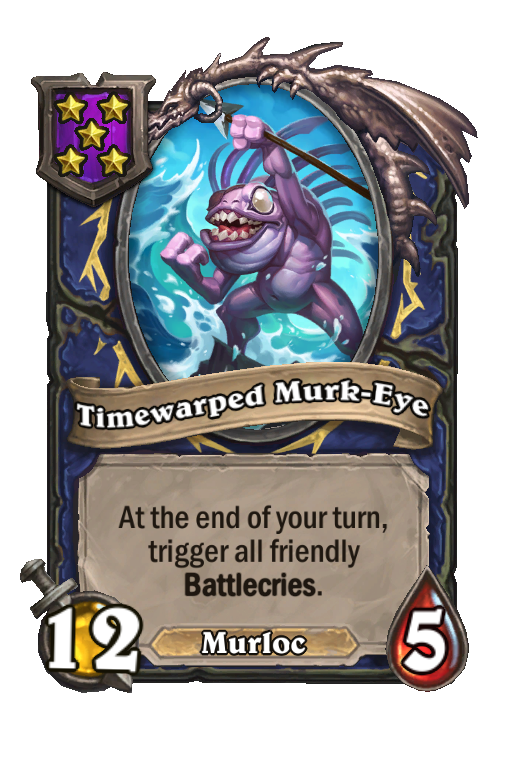 Timewarped Murk-Eye
At the end of your turn,
trigger all friendly
Battlecries.
12
Murloc
5